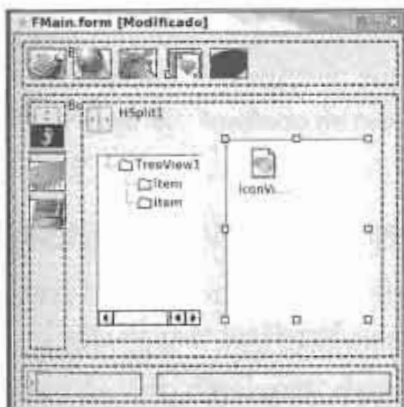 FMain.form [Modificado]
HSplit1
TreeView1
Item
Item
IconVi...